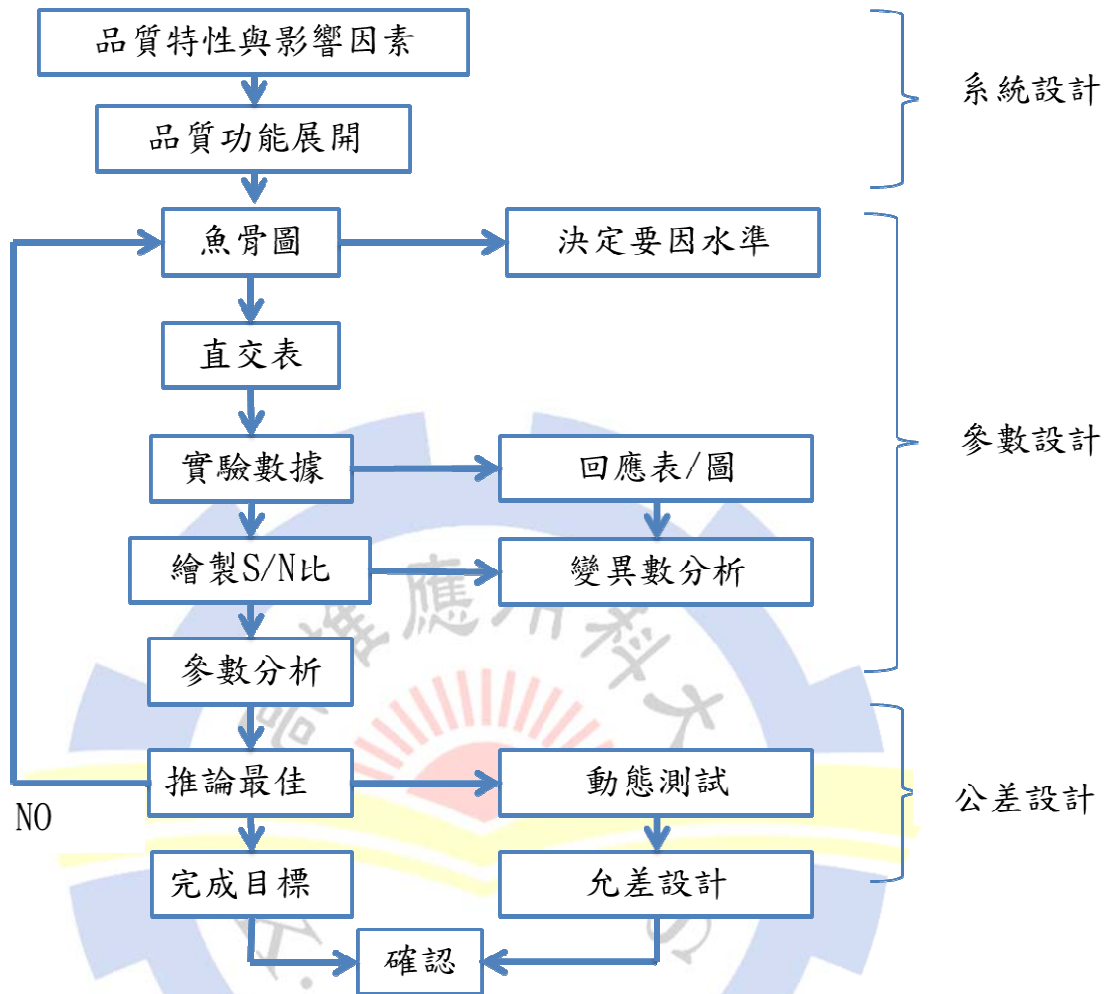 品質特性與影響因素
系統設計
品質功能展開
魚骨圖
決定要因水準
直交表
參數設計
實驗數據
回應表/圖
繪製S/N比
變異數分析
參數分析
推論最佳
動態測試
公差設計
NO
完成目標
允差設計
確認
應用科大